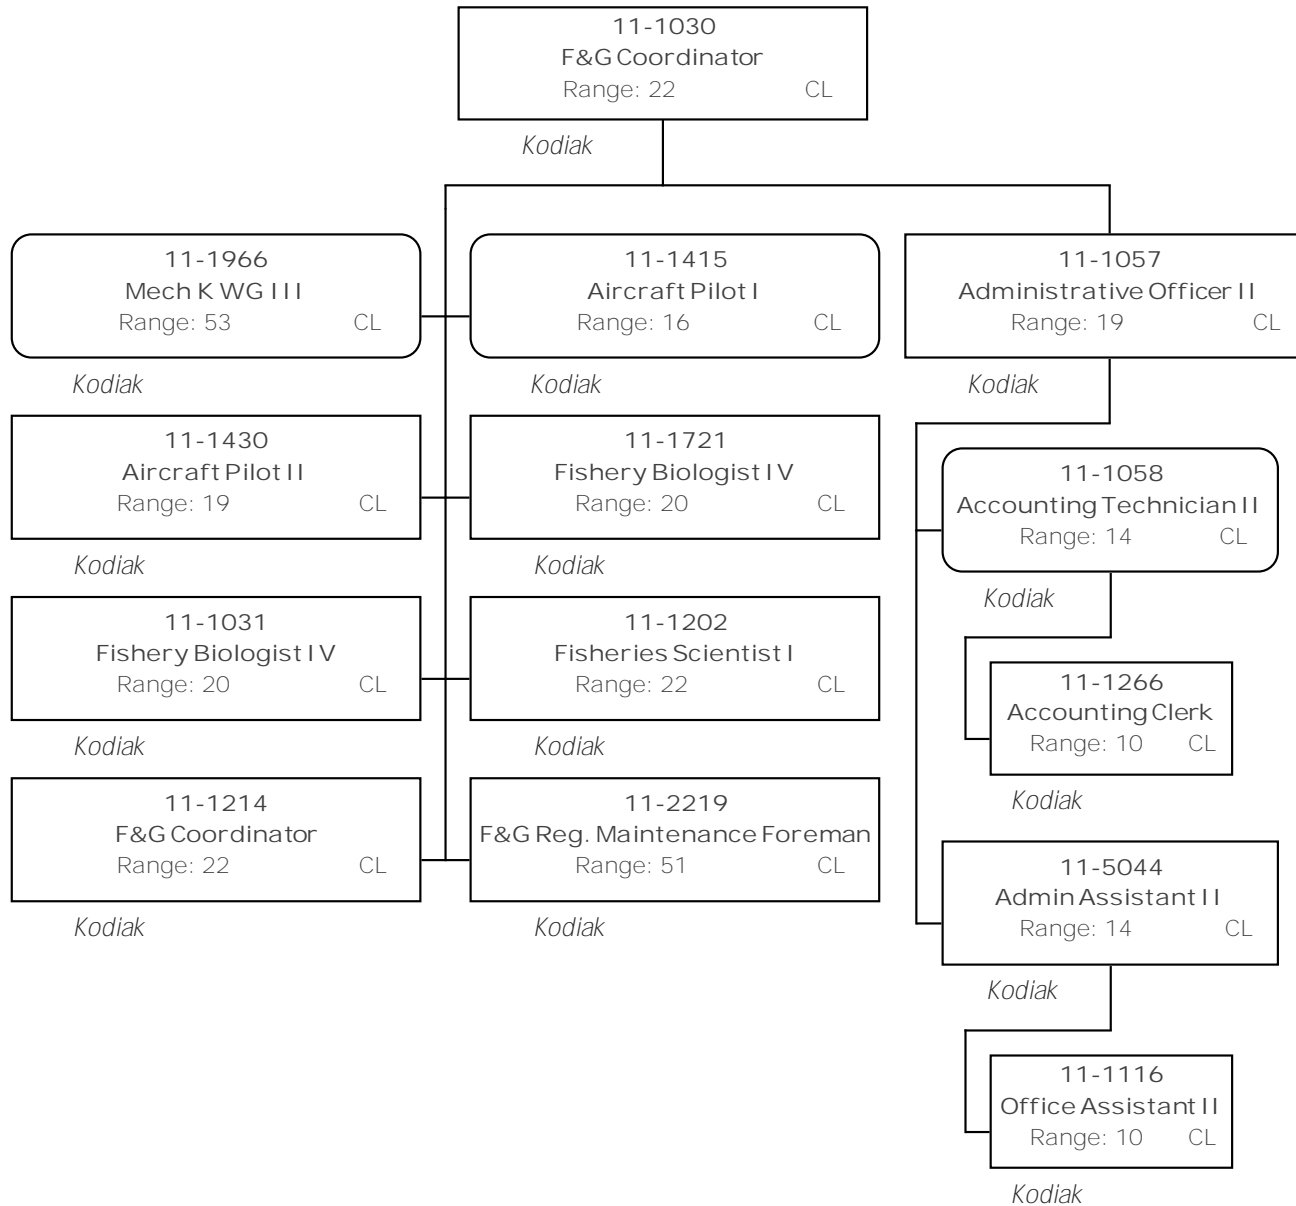 11-1030
F&G Coordinator
Range: 22 CL
Kodiak
11-1966
Mech K WG III
Range: 53 CL
Kodiak
11-1415
Aircraft Pilot I
Range: 16 CL
Kodiak
11-1057
Administrative Officer II
Range: 19 CL
Kodiak
11-1430
Aircraft Pilot II
Range: 19 CL
Kodiak
11-1721
Fishery Biologist IV
Range: 20 CL
Kodiak
11-1058
Accounting Technician II
Range: 14 CL
Kodiak
11-1031
Fishery Biologist IV
Range: 20 CL
Kodiak
11-1202
Fisheries Scientist I
Range: 22 CL
Kodiak
11-1266
Accounting Clerk
Range: 10 CL
Kodiak
11-1214
F&G Coordinator
Range: 22 CL
Kodiak
11-2219
F&G Reg. Maintenance Foreman
Range: 51 CL
Kodiak
11-5044
Admin Assistant II
Range: 14 CL
Kodiak
11-1116
Office Assistant II
Range: 10 CL
Kodiak